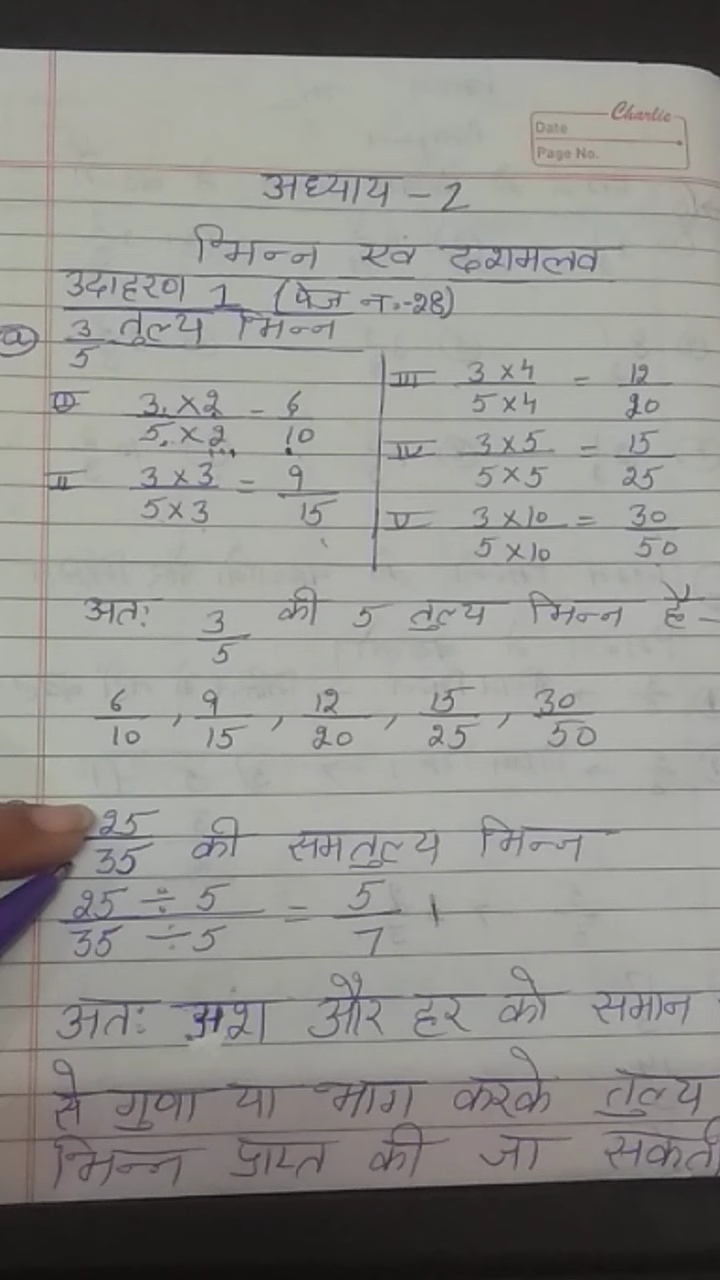 Charlie
Date
Page No.
अध्याय - 2
भिन्न एवं दशमलव
उदाहरण 1 (पेज न.-28)
(a) 3/5 तुल्य भिन्न
I 3 × 2 / 5 × 2 = 6/10
II 3 × 3 / 5 × 3 = 9/15
III 3 × 4 / 5 × 4 = 12/20
IV 3 × 5 / 5 × 5 = 15/25
V 3 × 10 / 5 × 10 = 30/50
अतः 3/5 की 5 तुल्य भिन्न है -
6/10 , 9/15 , 12/20 , 15/25 , 30/50
25/35 की समतुल्य भिन्न
25 ÷ 5 / 35 ÷ 5 = 5/7 ।
अतः अंश और हर को समान
से गुणा या भाग करके तुल्य
भिन्न प्राप्त की जा सकती